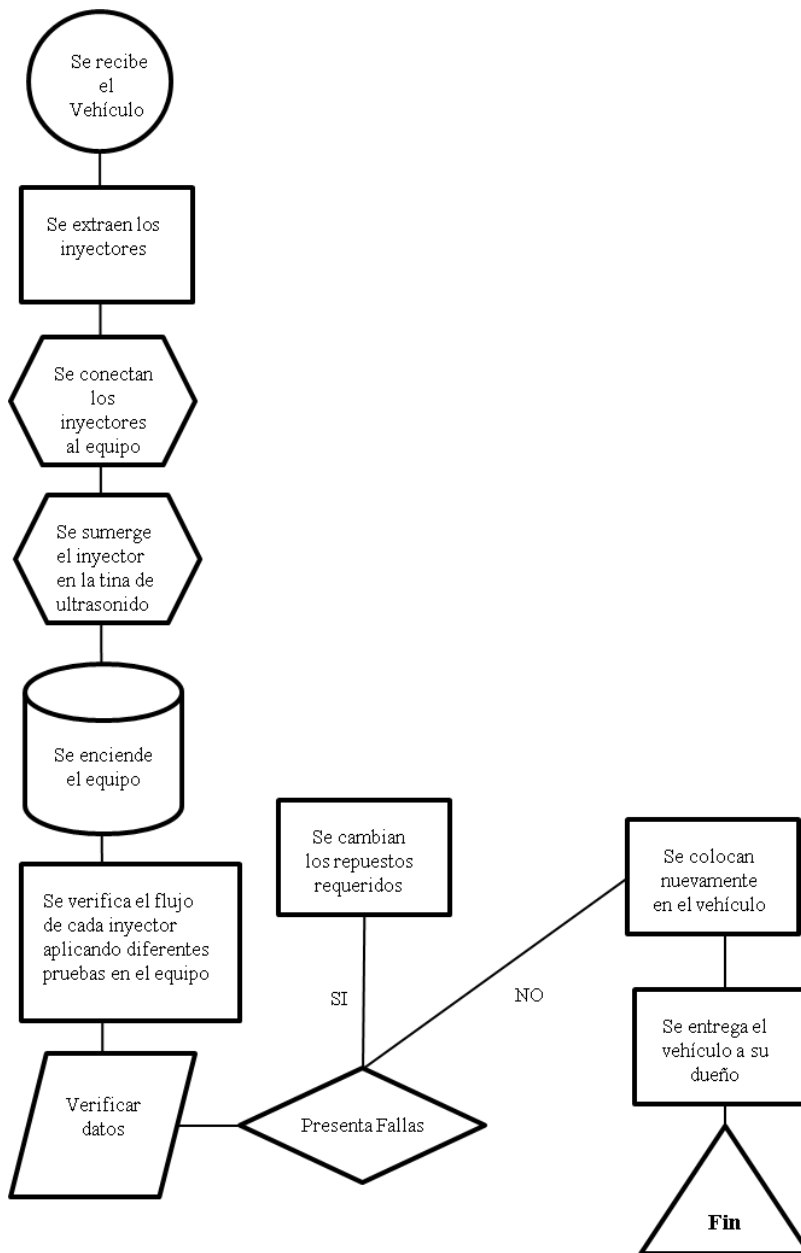 Se recibe
el
Vehículo
Se extraen los
inyectores
Se conectan
los
inyectores
al equipo
Se sumerge
el inyector
en la tina de
ultrasonido
Se enciende
el equipo
Se verifica el flujo
de cada inyector
aplicando diferentes
pruebas en el equipo
Verificar
datos
Presenta Fallas
SI
Se cambian
los repuestos
requeridos
NO
Se colocan
nuevamente
en el vehículo
Se entrega el
vehículo a su
dueño
Fin